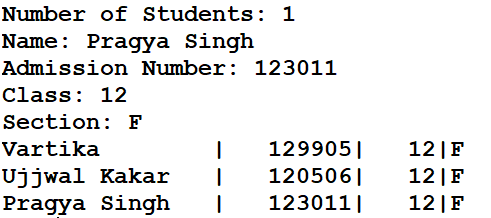 Number of Students: 1
Name: Pragya Singh
Admission Number: 123011
Class: 12
Section: F
Vartika        |   129905|   12|F
Ujjwal Kakar   |   120506|   12|F
Pragya Singh   |   123011|   12|F